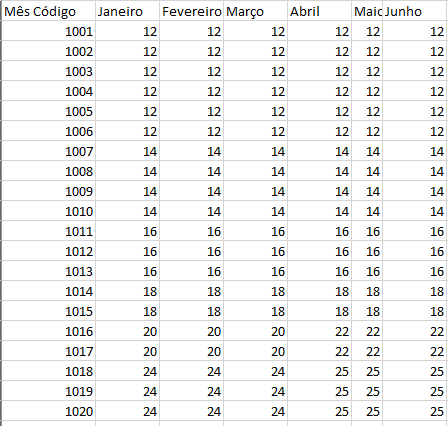 Mês Código Janeiro Fevereiro Março Abril Maio Junho
1001 12 12 12 12 12 12
1002 12 12 12 12 12 12
1003 12 12 12 12 12 12
1004 12 12 12 12 12 12
1005 12 12 12 12 12 12
1006 12 12 12 12 12 12
1007 14 14 14 14 14 14
1008 14 14 14 14 14 14
1009 14 14 14 14 14 14
1010 14 14 14 14 14 14
1011 16 16 16 16 16 16
1012 16 16 16 16 16 16
1013 16 16 16 16 16 16
1014 18 18 18 18 18 18
1015 18 18 18 18 18 18
1016 20 20 20 22 22 22
1017 20 20 20 22 22 22
1018 24 24 24 25 25 25
1019 24 24 24 25 25 25
1020 24 24 24 25 25 25